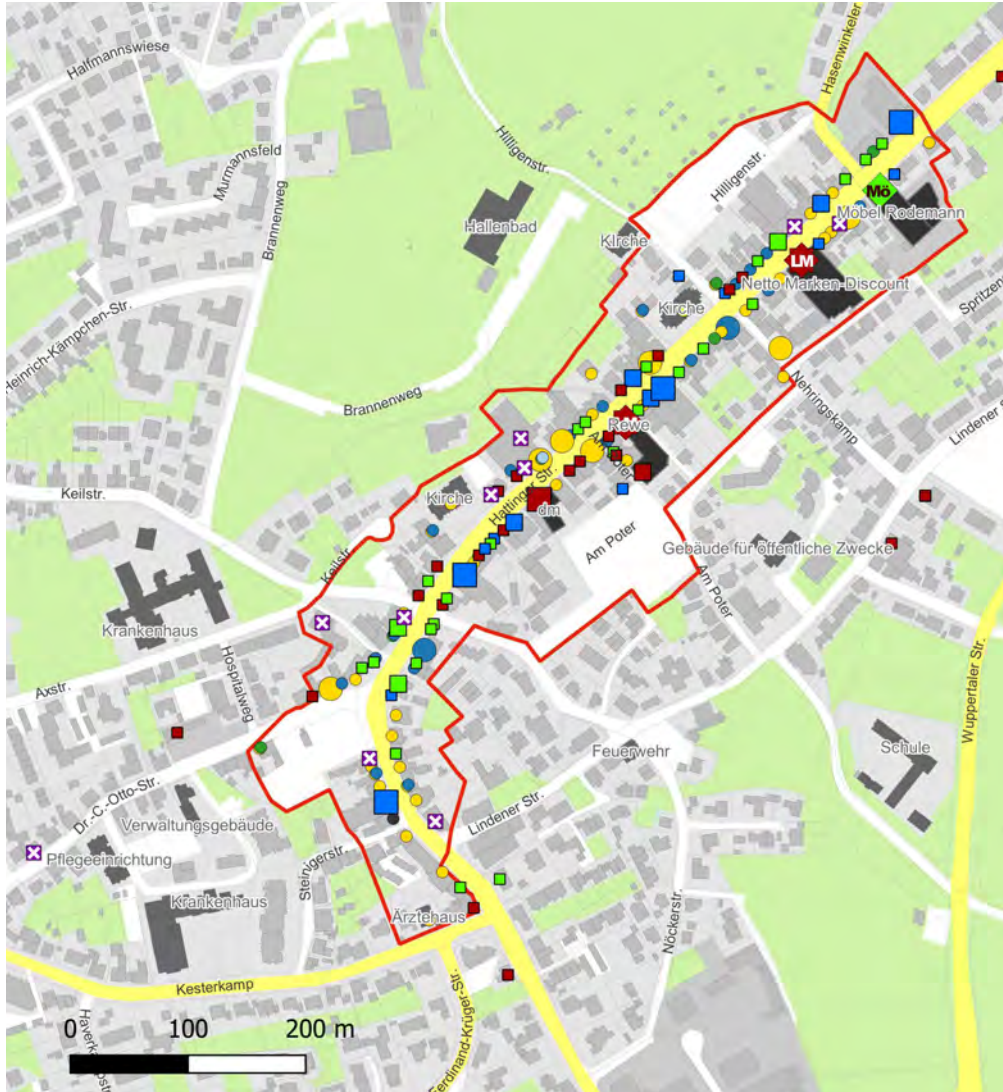 Halfmannswiese
Hasenwinkeler
Murmannsfeld
Hilligenstr.
Brannenweg
Hilligenstr.
Mö
Möbel Rodemann
Hallenbad
Kirche
LM
Netto Marken-Discount
Spritzen
Heinrich-Kämpchen-Str.
Kirche
Nehringskamp
Brannenweg
Lindener s
Rewe
Am Poter
Keilstr.
Kirche
Hattinger Str.
dm
Am Poter
Gebäude für öffentliche Zwecke
Keilstr.
Am Poter
Krankenhaus
Axstr.
Hospitalweg
Wuppertaler Str.
Feuerwehr
Schule
Dr.-C.-Otto-Str.
Lindener Str.
Verwaltungsgebäude
Pflegeeinrichtung
Steinigerstr.
Krankenhaus
Ärztehaus
Nöckerstr.
Kesterkamp
Ferdinand-Krüger-Str.
0 100 200 m